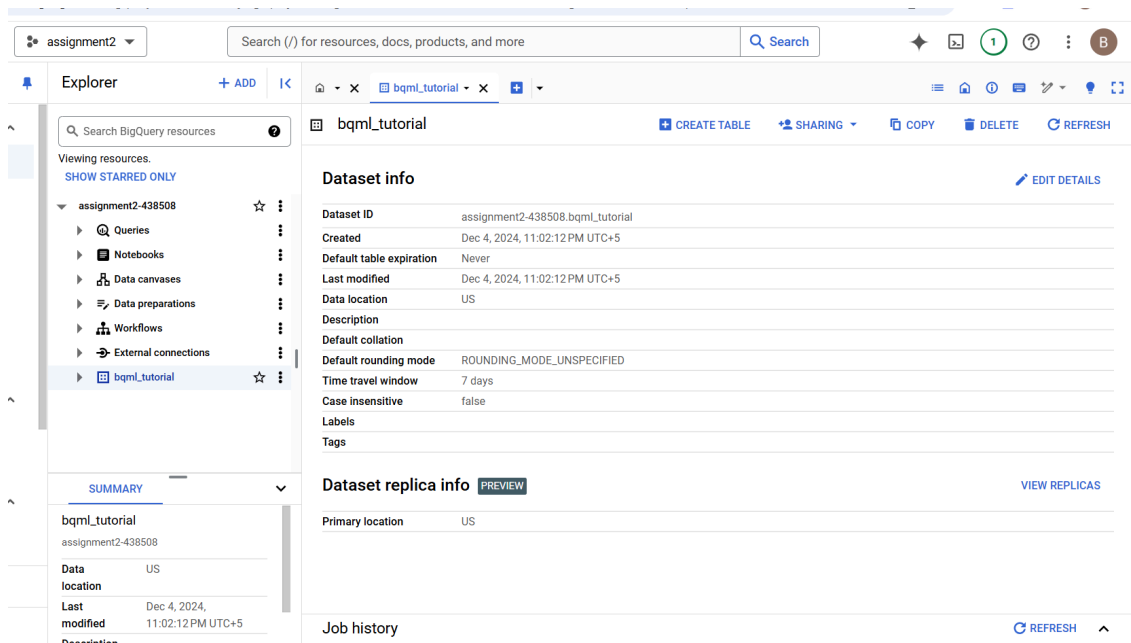 assignment2
Search (/) for resources, docs, products, and more
Search
1
B
Explorer
+ ADD
bqml_tutorial
Search BigQuery resources
Viewing resources.
SHOW STARRED ONLY
assignment2-438508
Queries
Notebooks
Data canvases
Data preparations
Workflows
External connections
bqml_tutorial
SUMMARY
bqml_tutorial
assignment2-438508
Data location US
Last modified Dec 4, 2024, 11:02:12 PM UTC+5
bqml_tutorial
CREATE TABLE
SHARING
COPY
DELETE
REFRESH
Dataset info
EDIT DETAILS
Dataset ID assignment2-438508.bqml_tutorial
Created Dec 4, 2024, 11:02:12 PM UTC+5
Default table expiration Never
Last modified Dec 4, 2024, 11:02:12 PM UTC+5
Data location US
Description
Default collation
Default rounding mode ROUNDING_MODE_UNSPECIFIED
Time travel window 7 days
Case insensitive false
Labels
Tags
Dataset replica info PREVIEW
VIEW REPLICAS
Primary location US
Job history
REFRESH